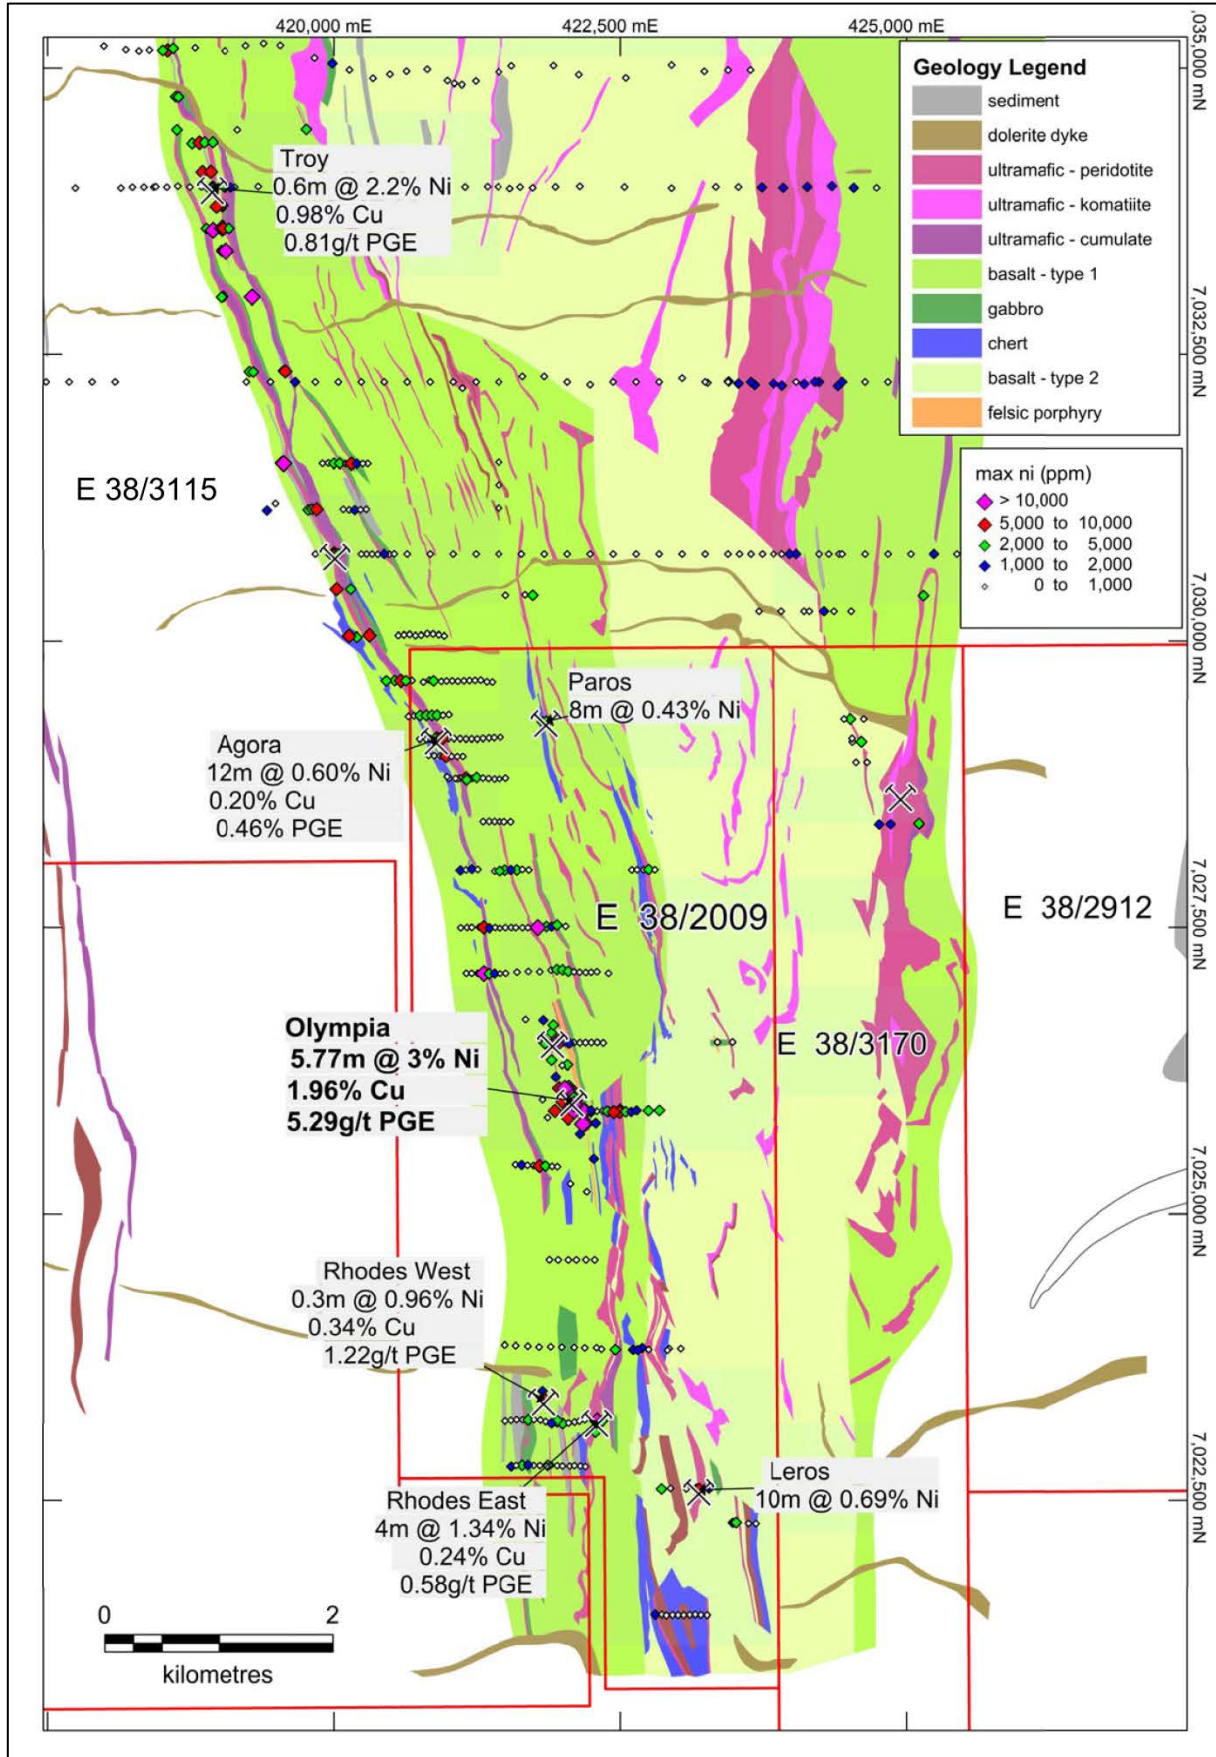 420,000 mE
422,500 mE
425,000 mE
7,035,000 mN
Geology Legend
sediment
dolerite dyke
ultramafic - peridotite
ultramafic - komatiite
ultramafic - cumulate
basalt - type 1
gabbro
chert
basalt - type 2
felsic porphyry
Troy
0.6m @ 2.2% Ni
0.98% Cu
0.81g/t PGE
7,032,500 mN
max ni (ppm)
> 10,000
5,000 to 10,000
2,000 to 5,000
1,000 to 2,000
0 to 1,000
E 38/3115
7,030,000 mN
Paros
8m @ 0.43% Ni
Agora
12m @ 0.60% Ni
0.20% Cu
0.46% PGE
E 38/2009
E 38/2912
7,027,500 mN
Olympia
5.77m @ 3% Ni
1.96% Cu
5.29g/t PGE
E 38/3170
7,025,000 mN
Rhodes West
0.3m @ 0.96% Ni
0.34% Cu
1.22g/t PGE
Leros
10m @ 0.69% Ni
7,022,500 mN
Rhodes East
4m @ 1.34% Ni
0.24% Cu
0.58g/t PGE
0 2
kilometres